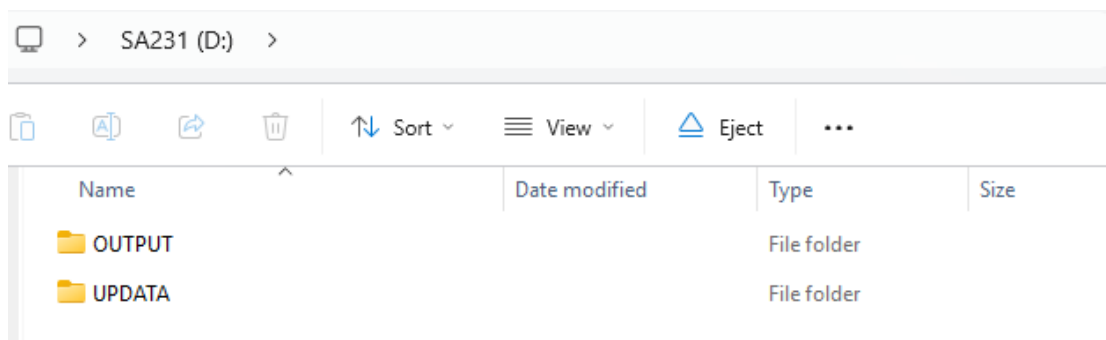 SA231 (D:)
Sort View Eject
Name Date modified Type Size
OUTPUT File folder
UPDATA File folder